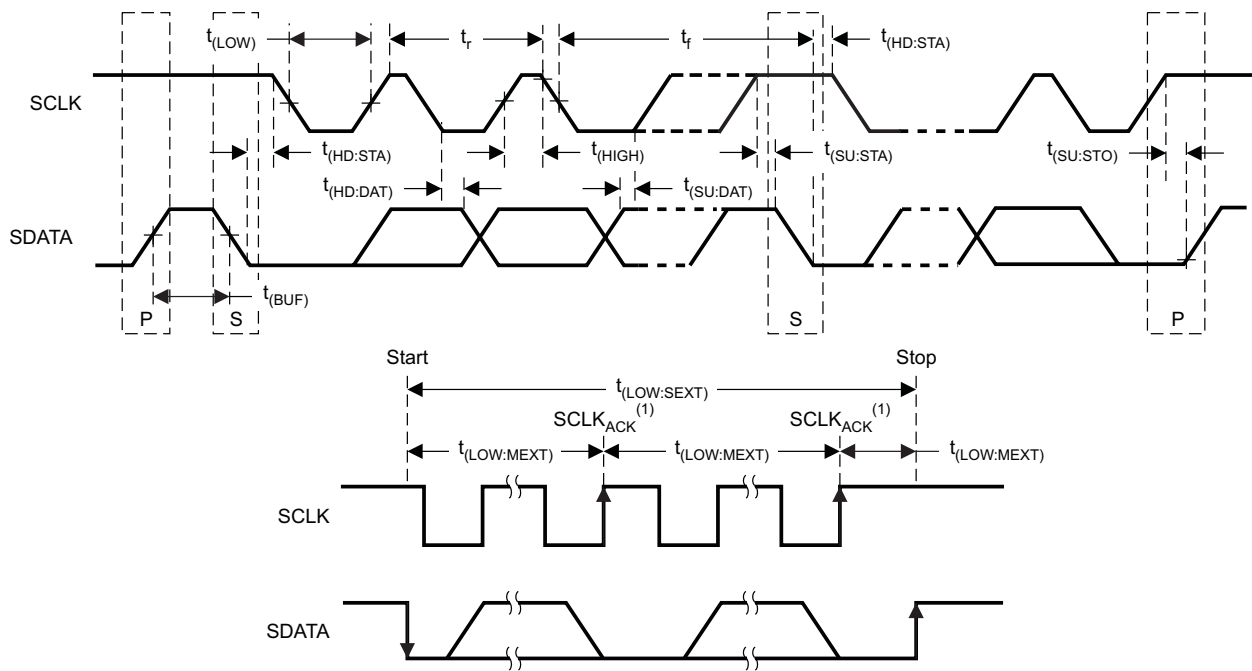 t(LOW) tr tf t(HD:STA)
SCLK
t(HD:STA) t(HIGH) t(SU:STA) t(SU:STO)
t(HD:DAT) t(SU:DAT)
SDATA
t(BUF)
P S S P
Start Stop
t(LOW:SEXT)
SCLKACK(1) SCLKACK(1)
t(LOW:MEXT) t(LOW:MEXT) t(LOW:MEXT)
SCLK
SDATA